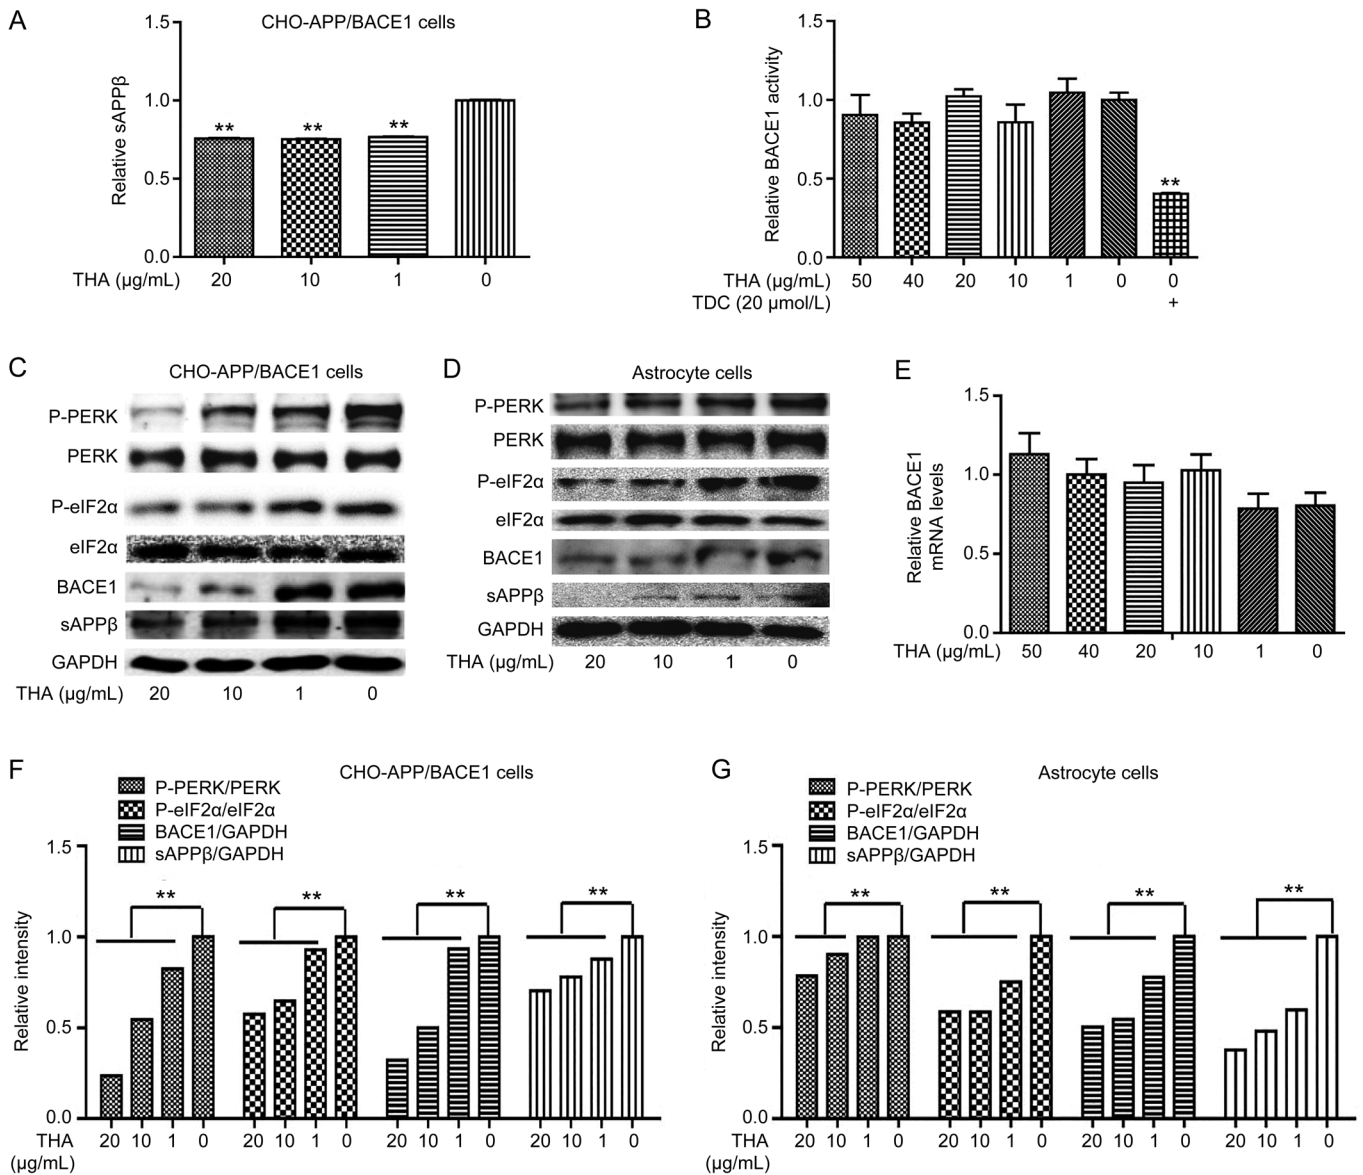 A
CHO-APP/BACE1 cells
1.5
1.0
0.5
0.0
Relative sAPPβ
** ** **
THA (μg/mL) 20 10 1 0
B
1.5
1.0
0.5
0.0
Relative BACE1 activity
**
THA (μg/mL) 50 40 20 10 1 0 0
TDC (20 μmol/L) +
C
CHO-APP/BACE1 cells
P-PERK
PERK
P-eIF2α
eIF2α
BACE1
sAPPβ
GAPDH
THA (μg/mL) 20 10 1 0
D
Astrocyte cells
P-PERK
PERK
P-eIF2α
eIF2α
BACE1
sAPPβ
GAPDH
THA (μg/mL) 20 10 1 0
E
1.5
1.0
0.5
0.0
Relative BACE1
mRNA levels
THA (μg/mL) 50 40 20 10 1 0
F
CHO-APP/BACE1 cells
P-PERK/PERK
P-eIF2α/eIF2α
BACE1/GAPDH
sAPPβ/GAPDH
1.5
1.0
0.5
0.0
Relative intensity
** ** ** **
THA 20 10 1 0 20 10 1 0 20 10 1 0 20 10 1 0
(μg/mL)
G
Astrocyte cells
P-PERK/PERK
P-eIF2α/eIF2α
BACE1/GAPDH
sAPPβ/GAPDH
1.5
1.0
0.5
0.0
Relative intensity
** ** ** **
THA 20 10 1 0 20 10 1 0 20 10 1 0 20 10 1 0
(μg/mL)